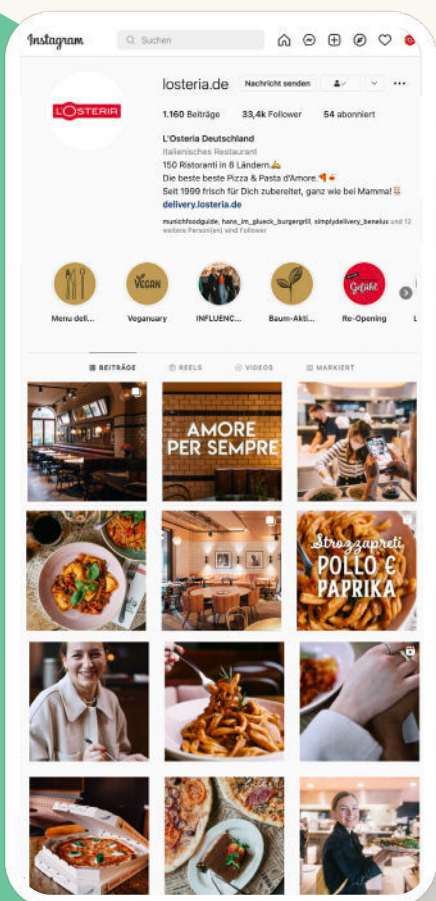 Instagram
Suchen
losteria.de Nachricht senden
1.160 Beiträge 33,4k Follower 54 abonniert
L'OSTERIA
L'Osteria Deutschland
Italienisches Restaurant
150 Ristoranti in 8 Ländern.
Die beste beste Pizza & Pasta d'Amore.
Seit 1999 frisch für Dich zubereitet, ganz wie bei Mamma!
delivery.losteria.de
munichfoodguide, hans_im_glueck_burgergrill, simplydelivery_benelux und 12
weitere Person(en) sind Follower
VEGAN
Gefühl
Menu deli... Veganuary INFLUENC... Baum-Akti... Re-Opening L
BEITRÄGE REELS VIDEOS MARKIERT
AMORE
PER SEMPRE
Strozzapreti
POLLO E
PAPRIKA